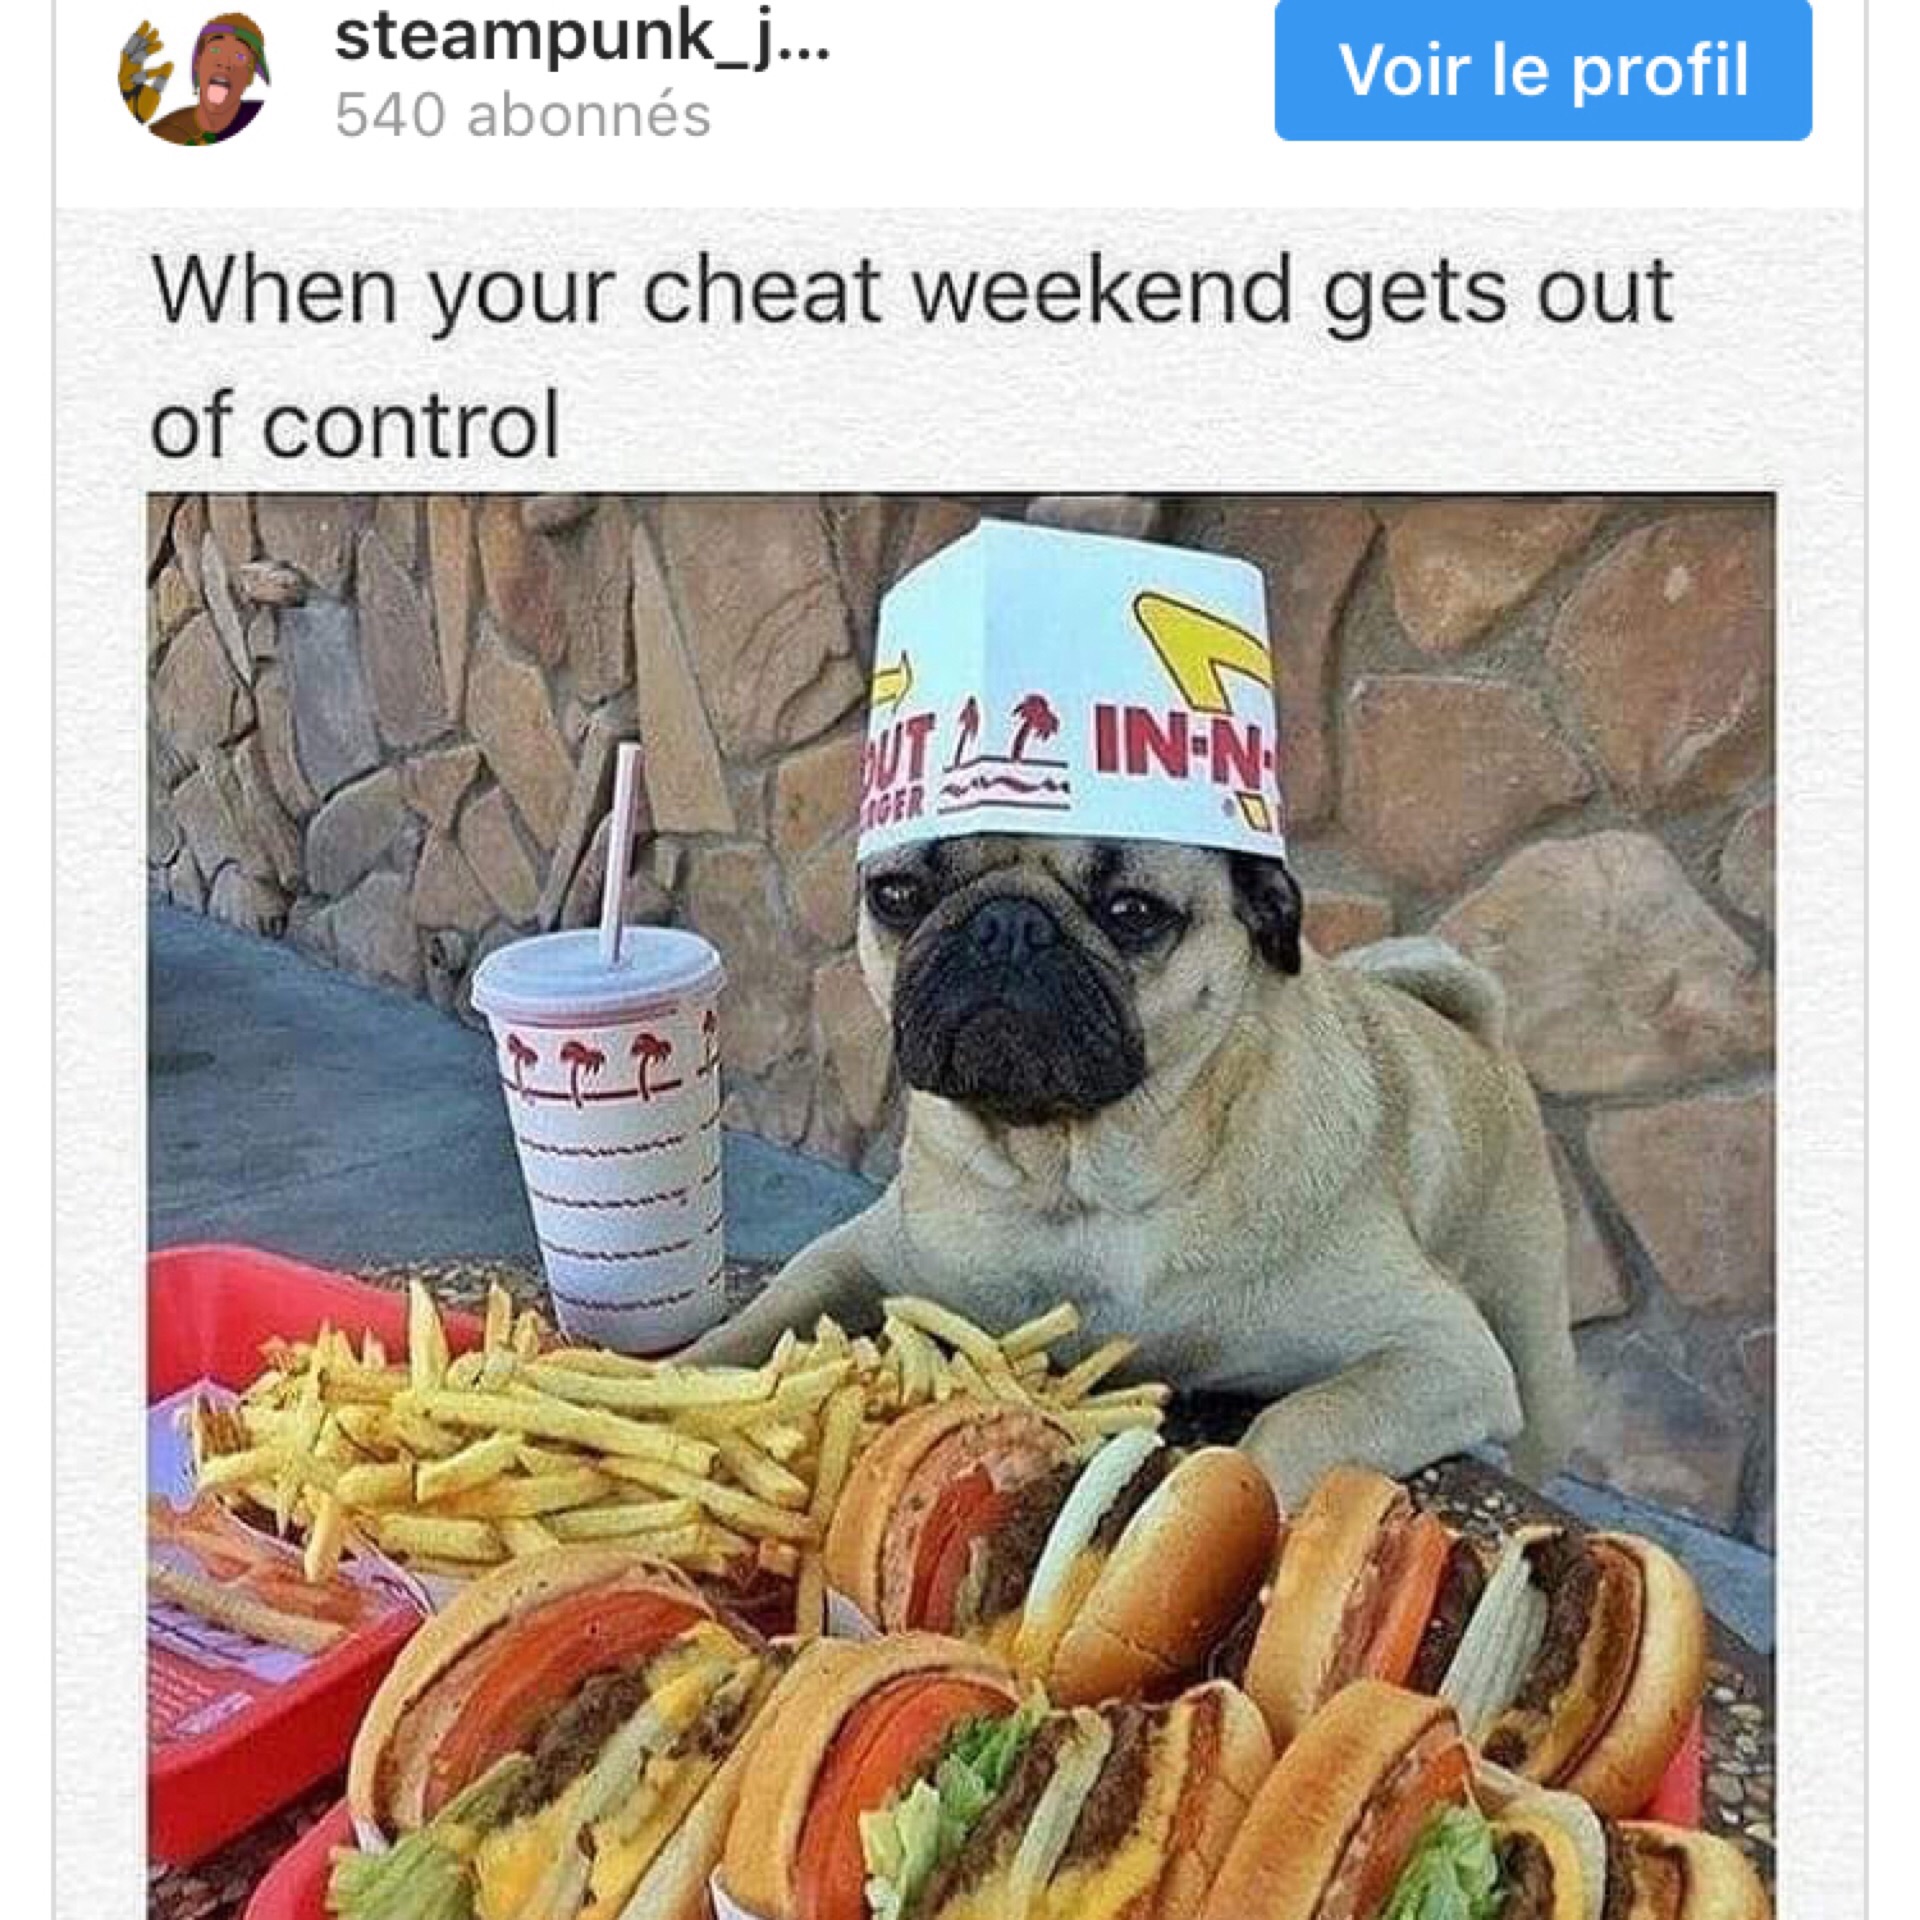 steampunk_j...
540 abonnés
Voir le profil
When your cheat weekend gets out
of control
OUT
IN-N-